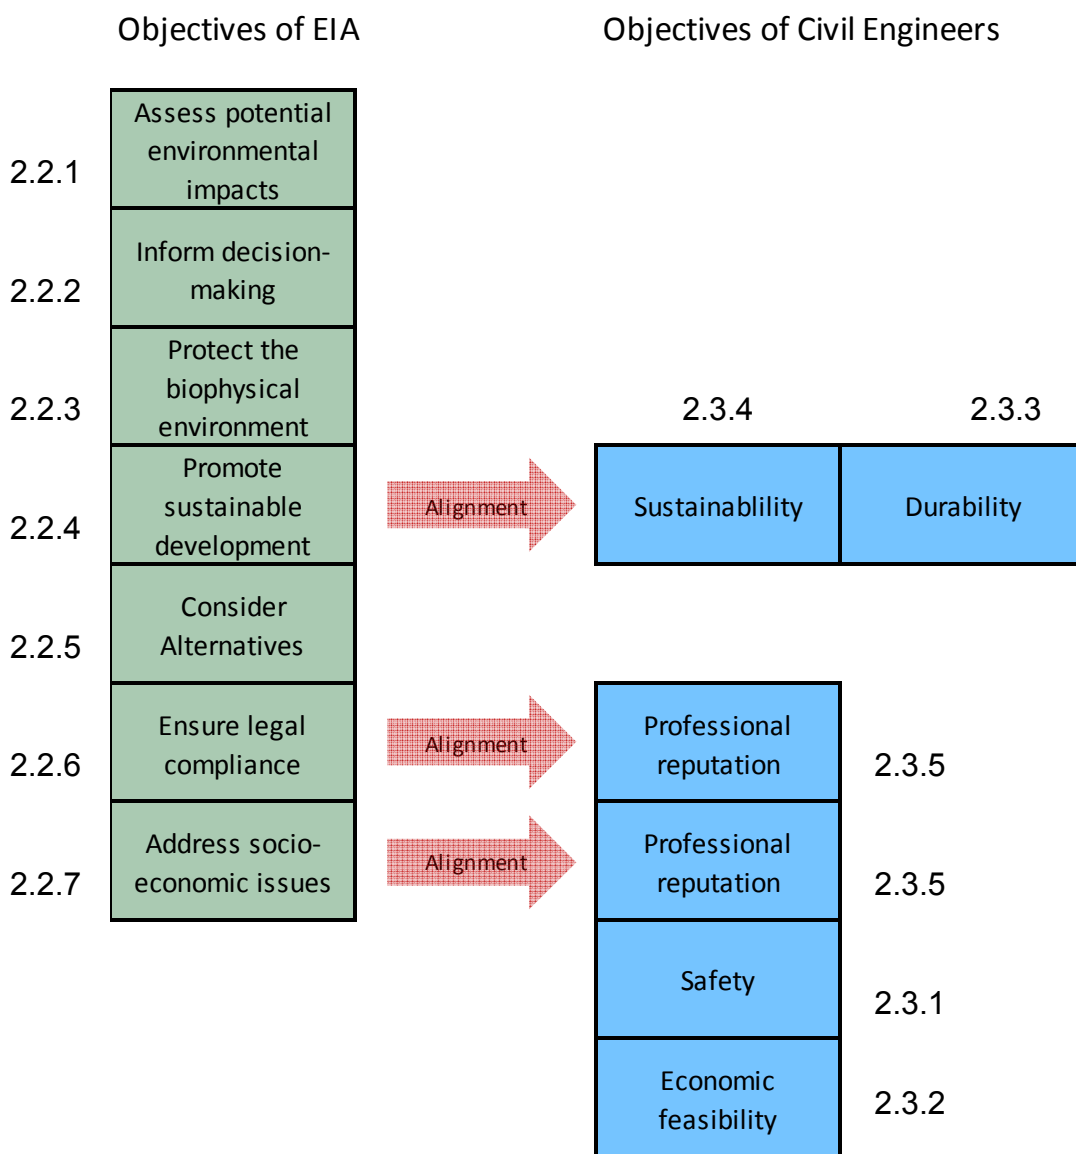 Objectives of EIA
Objectives of Civil Engineers
2.2.1
Assess potential
environmental
impacts
2.2.2
Inform decision-
making
2.2.3
Protect the
biophysical
environment
2.3.4
2.3.3
2.2.4
Promote
sustainable
development
Alignment
Sustainablility
Durability
2.2.5
Consider
Alternatives
2.2.6
Ensure legal
compliance
Alignment
Professional
reputation
2.3.5
2.2.7
Address socio-
economic issues
Alignment
Professional
reputation
2.3.5
Safety
2.3.1
Economic
feasibility
2.3.2